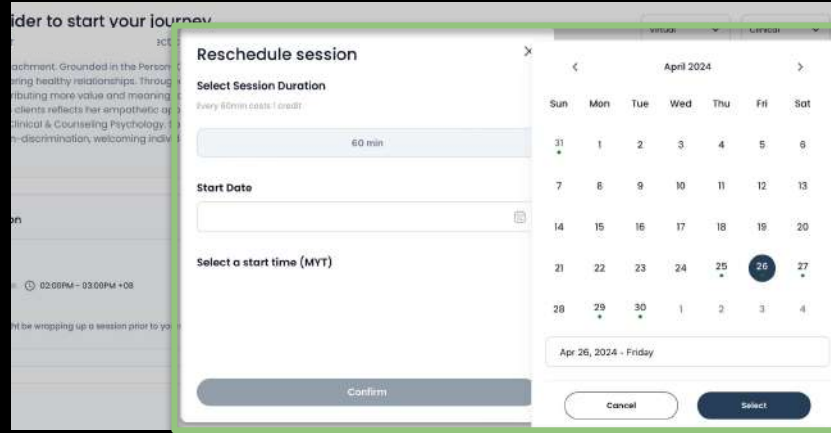 ider to start your journey
achment. Grounded in the Person
ering healthy relationships. Throug
ributing more value and meaning
clients reflects her empathetic ap
Clinical & Counseling Psychology.
n-discrimination, welcoming indiv
on
02:00PM - 03:00PM +08
ht be wrapping up a session prior to yo
Reschedule session
Select Session Duration
Every 60min costs 1 credit
60 min
Start Date
Select a start time (MYT)
Confirm
Virtual
Clinical
April 2024
Sun Mon Tue Wed Thu Fri Sat
31 1 2 3 4 5 6
7 8 9 10 11 12 13
14 15 16 17 18 19 20
21 22 23 24 25 26 27
28 29 30 1 2 3 4
Apr 26, 2024 - Friday
Cancel Select